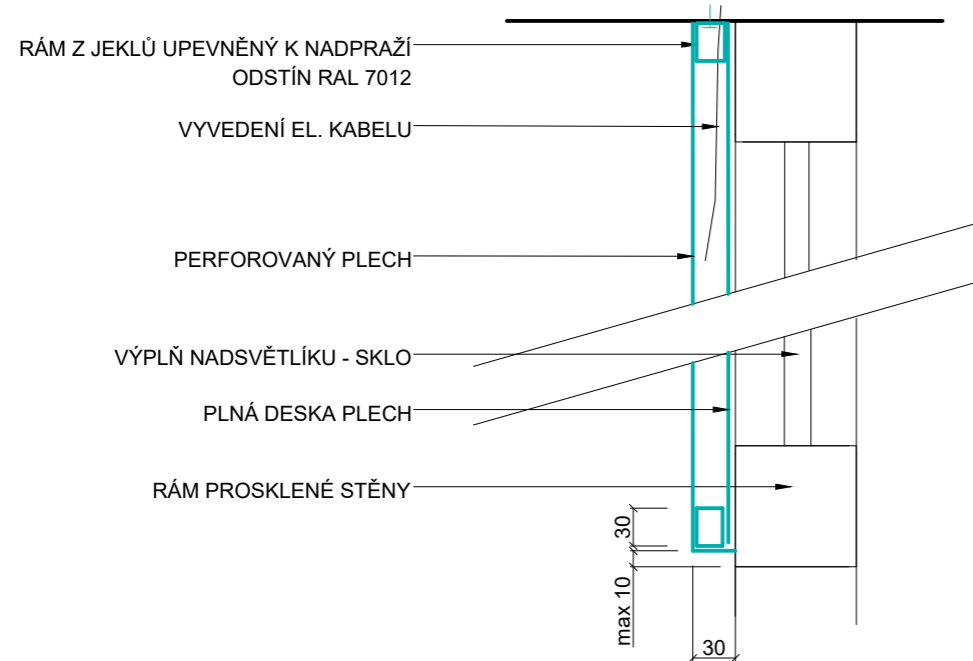 RÁM Z JEKLŮ UPEVNĚNÝ K NADPRAŽÍ
ODSTÍN RAL 7012
VYVEDENÍ EL. KABELU
PERFOROVANÝ PLECH
VÝPLŇ NADSVĚTLÍKU - SKLO
PLNÁ DESKA PLECH
RÁM PROSKLENÉ STĚNY
30
max 10
30